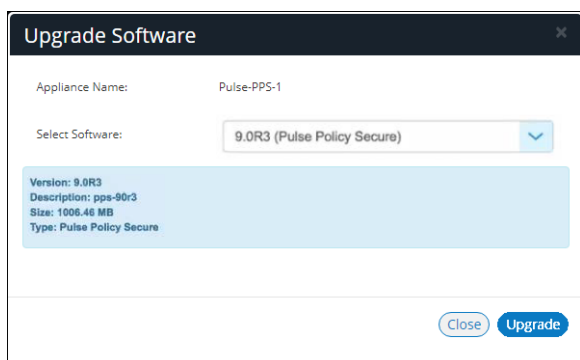 Upgrade Software
Appliance Name: Pulse-PPS-1
Select Software: 9.0R3 (Pulse Policy Secure)
Version: 9.0R3
Description: pps-90r3
Size: 1006.46 MB
Type: Pulse Policy Secure
Close Upgrade